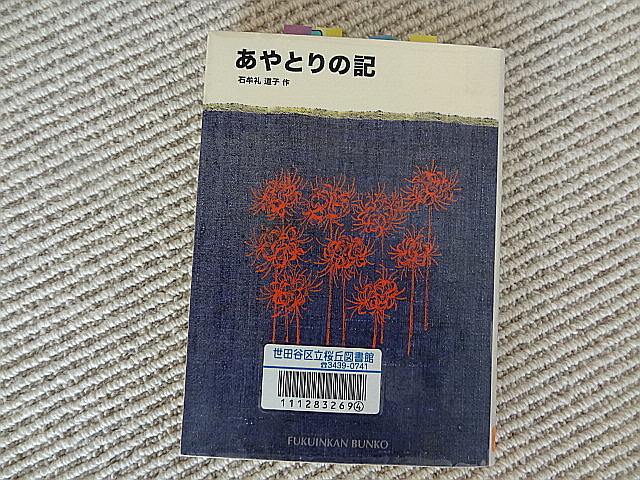 あやとりの記
石牟礼 道子 作
世田谷区立桜丘図書館
☎3439-0741
111283269④
FUKUINKAN BUNKO